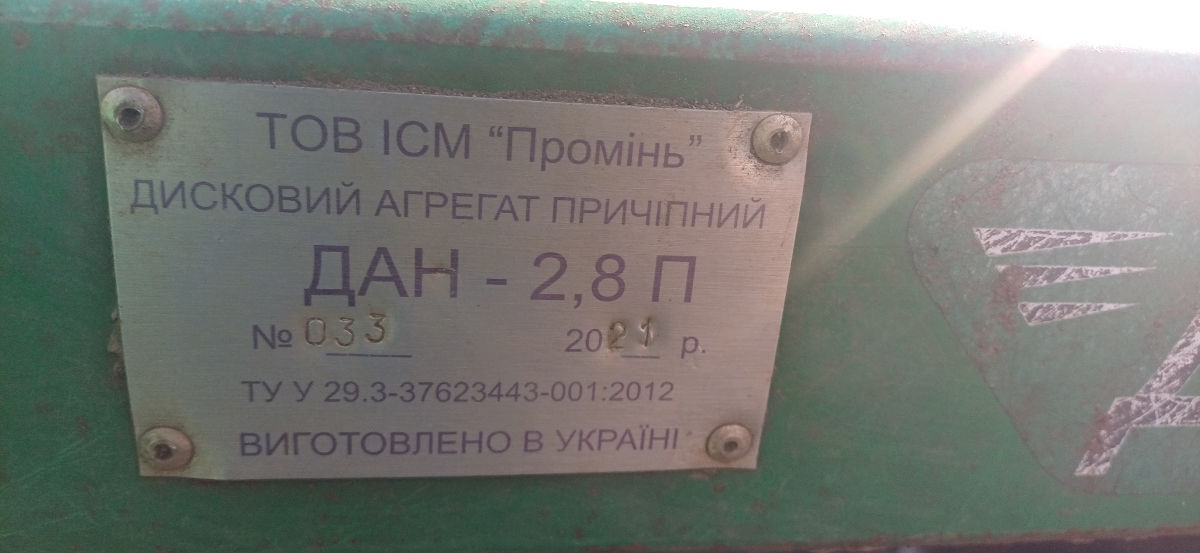 ТОВ ІСМ “Промінь”
ДИСКОВИЙ АГРЕГАТ ПРИЧІПНИЙ
ДАН - 2,8 П
№ 033 2021 р.
ТУ У 29.3-37623443-001:2012
ВИГОТОВЛЕНО В УКРАЇНІ